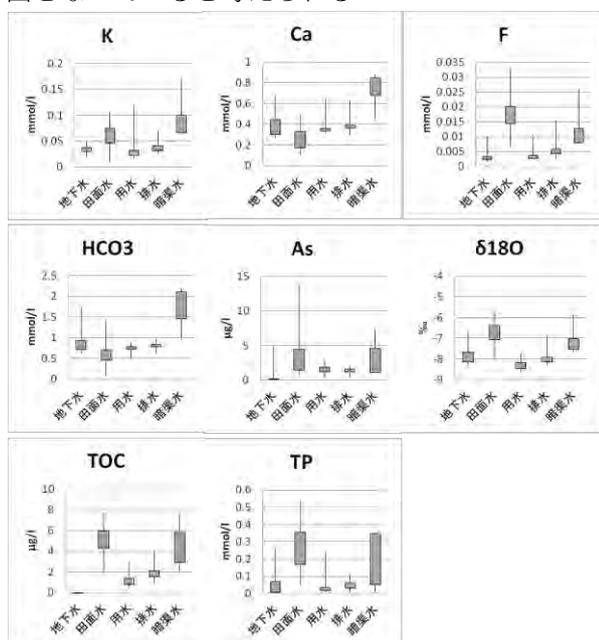 K
mmol/l
0.2
0.15
0.1
0.05
0
地下水
田面水
用水
排水
暗渠水
Ca
mmol/l
1
0.8
0.6
0.4
0.2
0
地下水
田面水
用水
排水
暗渠水
F
mmol/l
0.035
0.03
0.025
0.02
0.015
0.01
0.005
0
地下水
田面水
用水
排水
暗渠水
HCO3
mmol/l
2.5
2
1.5
1
0.5
0
地下水
田面水
用水
排水
暗渠水
As
μg/l
15
10
5
0
地下水
田面水
用水
排水
暗渠水
δ18O
‰
-4
-5
-6
-7
-8
-9
地下水
田面水
用水
排水
暗渠水
TOC
μg/l
10
8
6
4
2
0
地下水
田面水
用水
排水
暗渠水
TP
mmol/l
0.6
0.5
0.4
0.3
0.2
0.1
0
地下水
田面水
用水
排水
暗渠水